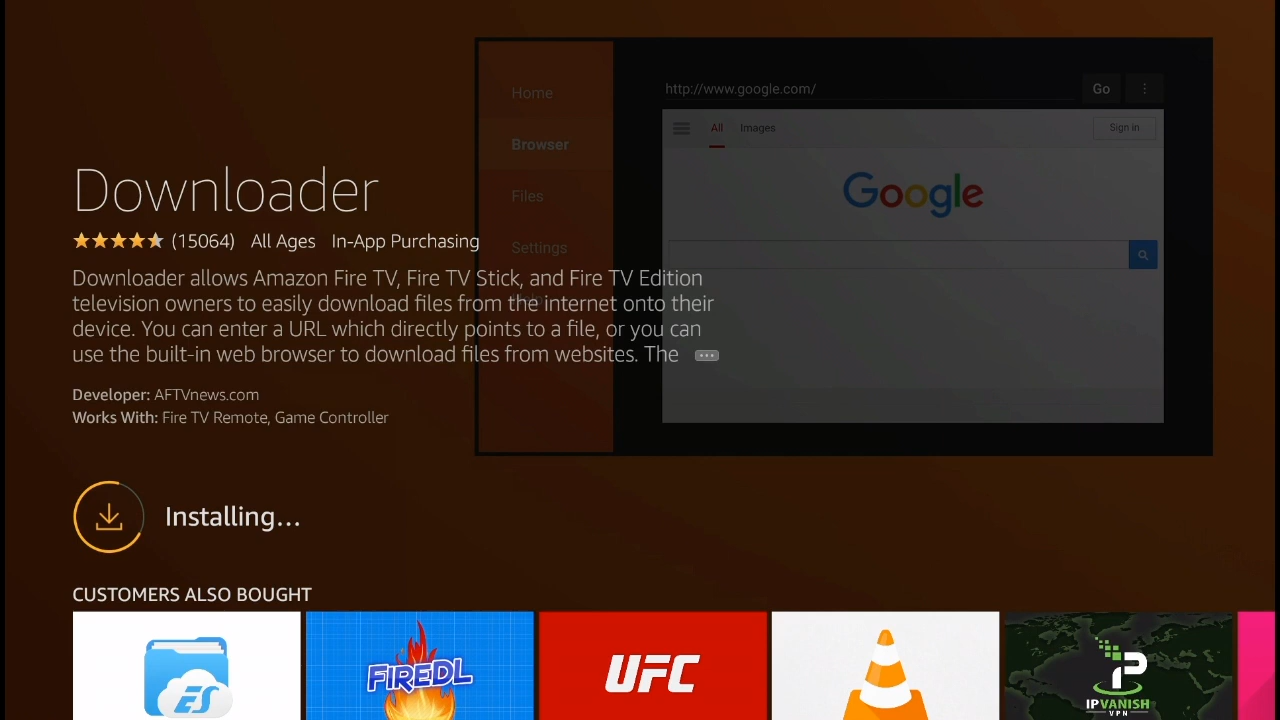 Home
http://www.google.com/
Go
Browser
All
Images
Sign in
Files
Google
Settings
Downloader
(15064) All Ages In-App Purchasing
Downloader allows Amazon Fire TV, Fire TV Stick, and Fire TV Edition
television owners to easily download files from the internet onto their
device. You can enter a URL which directly points to a file, or you can
use the built-in web browser to download files from websites. The
Developer: AFTVnews.com
Works With: Fire TV Remote, Game Controller
Installing...
CUSTOMERS ALSO BOUGHT
ES
FIREDL
UFC
IPVANISH
VPN